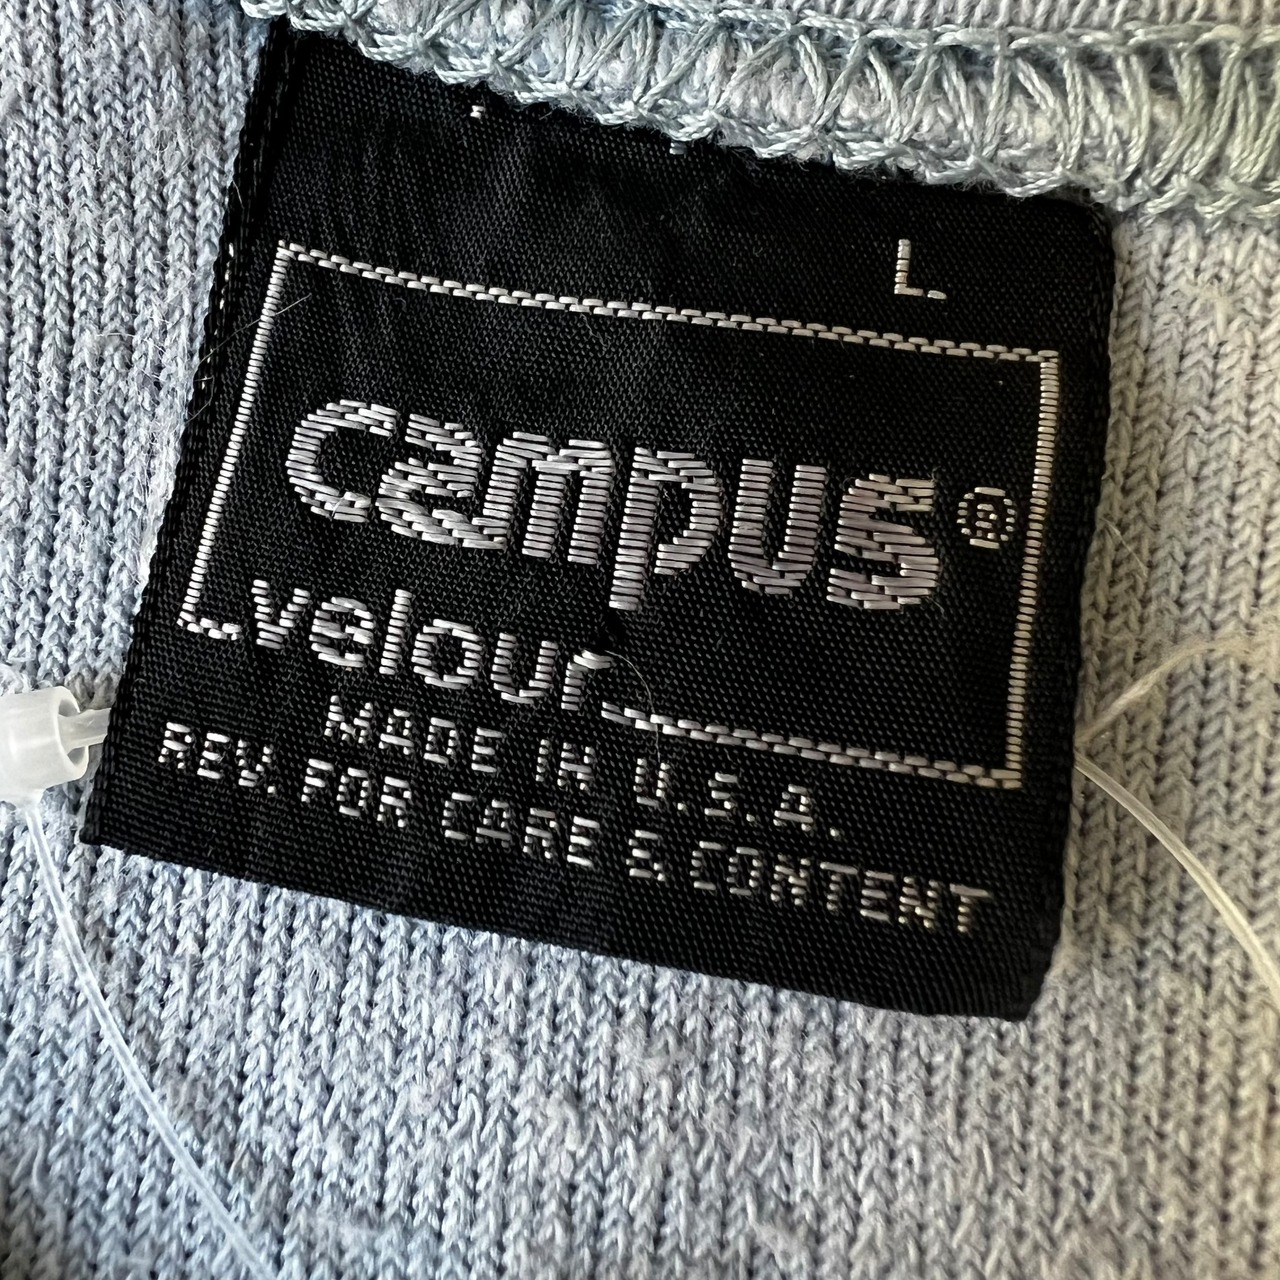 L.
campus®
velour
MADE IN U.S.A.
REV. FOR CARE & CONTENT